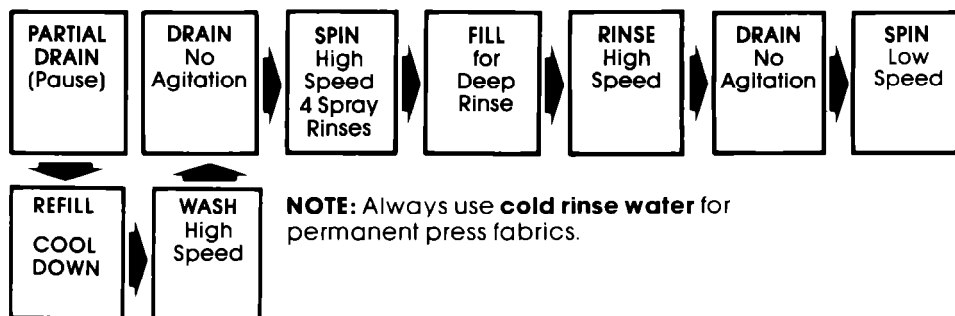 PARTIAL
DRAIN
(Pause)
REFILL
COOL
DOWN
WASH
High
Speed
DRAIN
No
Agitation
SPIN
High
Speed
4 Spray
Rinses
FILL
for
Deep
Rinse
RINSE
High
Speed
DRAIN
No
Agitation
SPIN
Low
Speed
NOTE: Always use cold rinse water for
permanent press fabrics.